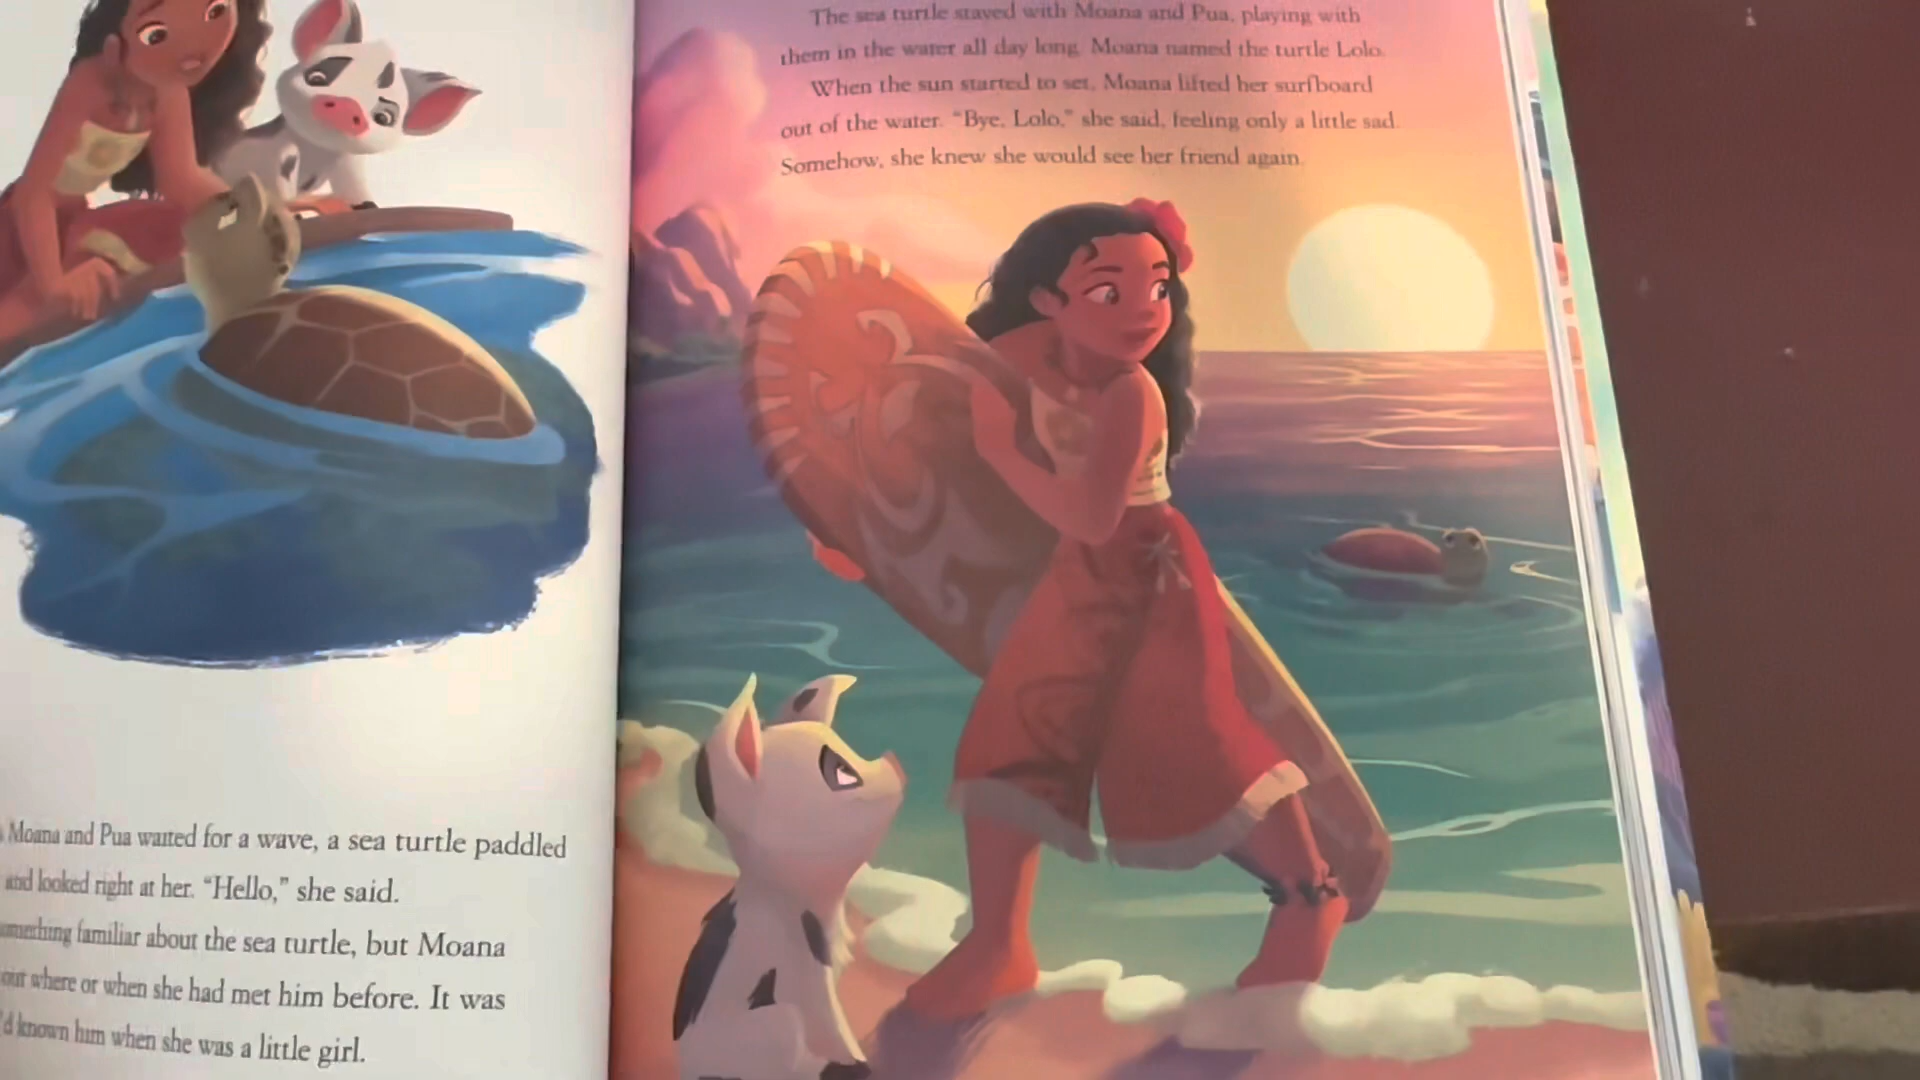 Moana and Pua waited for a wave, a sea turtle paddled
and looked right at her. “Hello,” she said.
something familiar about the sea turtle, but Moana
out where or when she had met him before. It was
'd known him when she was a little girl.
The sea turtle stayed with Moana and Pua, playing with
them in the water all day long. Moana named the turtle Lolo.
When the sun started to set, Moana lifted her surfboard
out of the water. “Bye, Lolo,” she said, feeling only a little sad.
Somehow, she knew she would see her friend again.